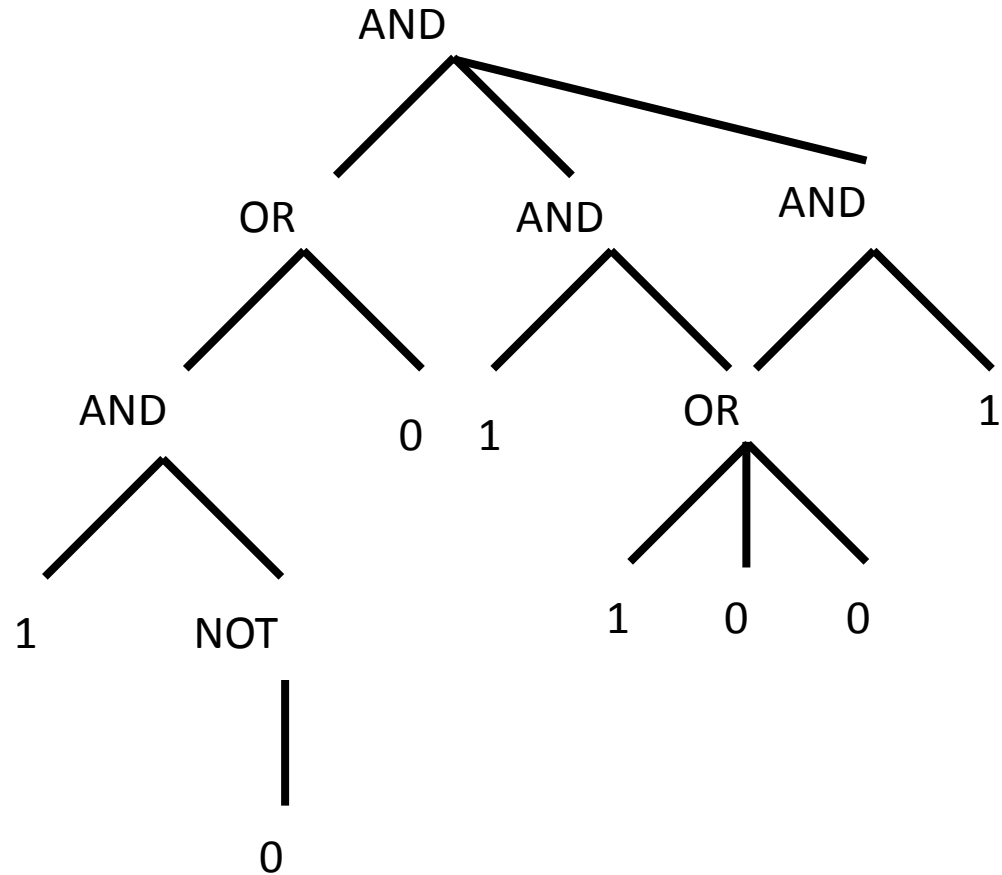 AND
OR AND AND
AND 0 1 OR 1
1 NOT 1 0 0
0